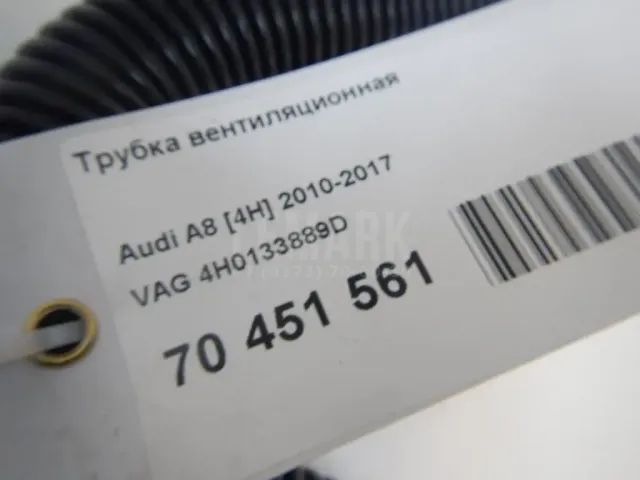 Трубка вентиляционная
Audi A8 [4H] 2010-2017
VAG 4H0133889D
70 451 561